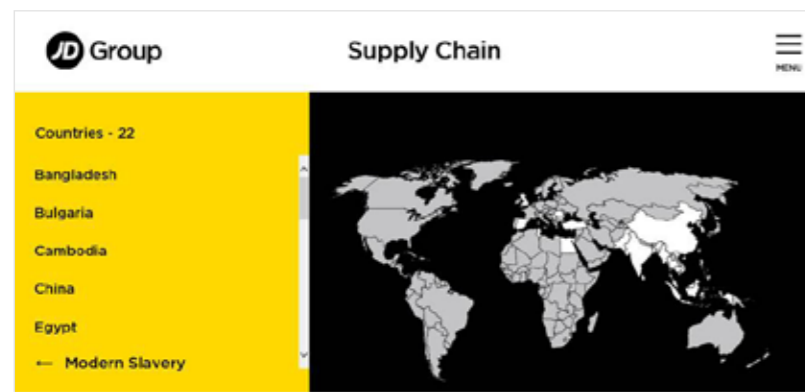 JD Group
Supply Chain
MENU
Countries - 22
Bangladesh
Bulgaria
Cambodia
China
Egypt
← Modern Slavery